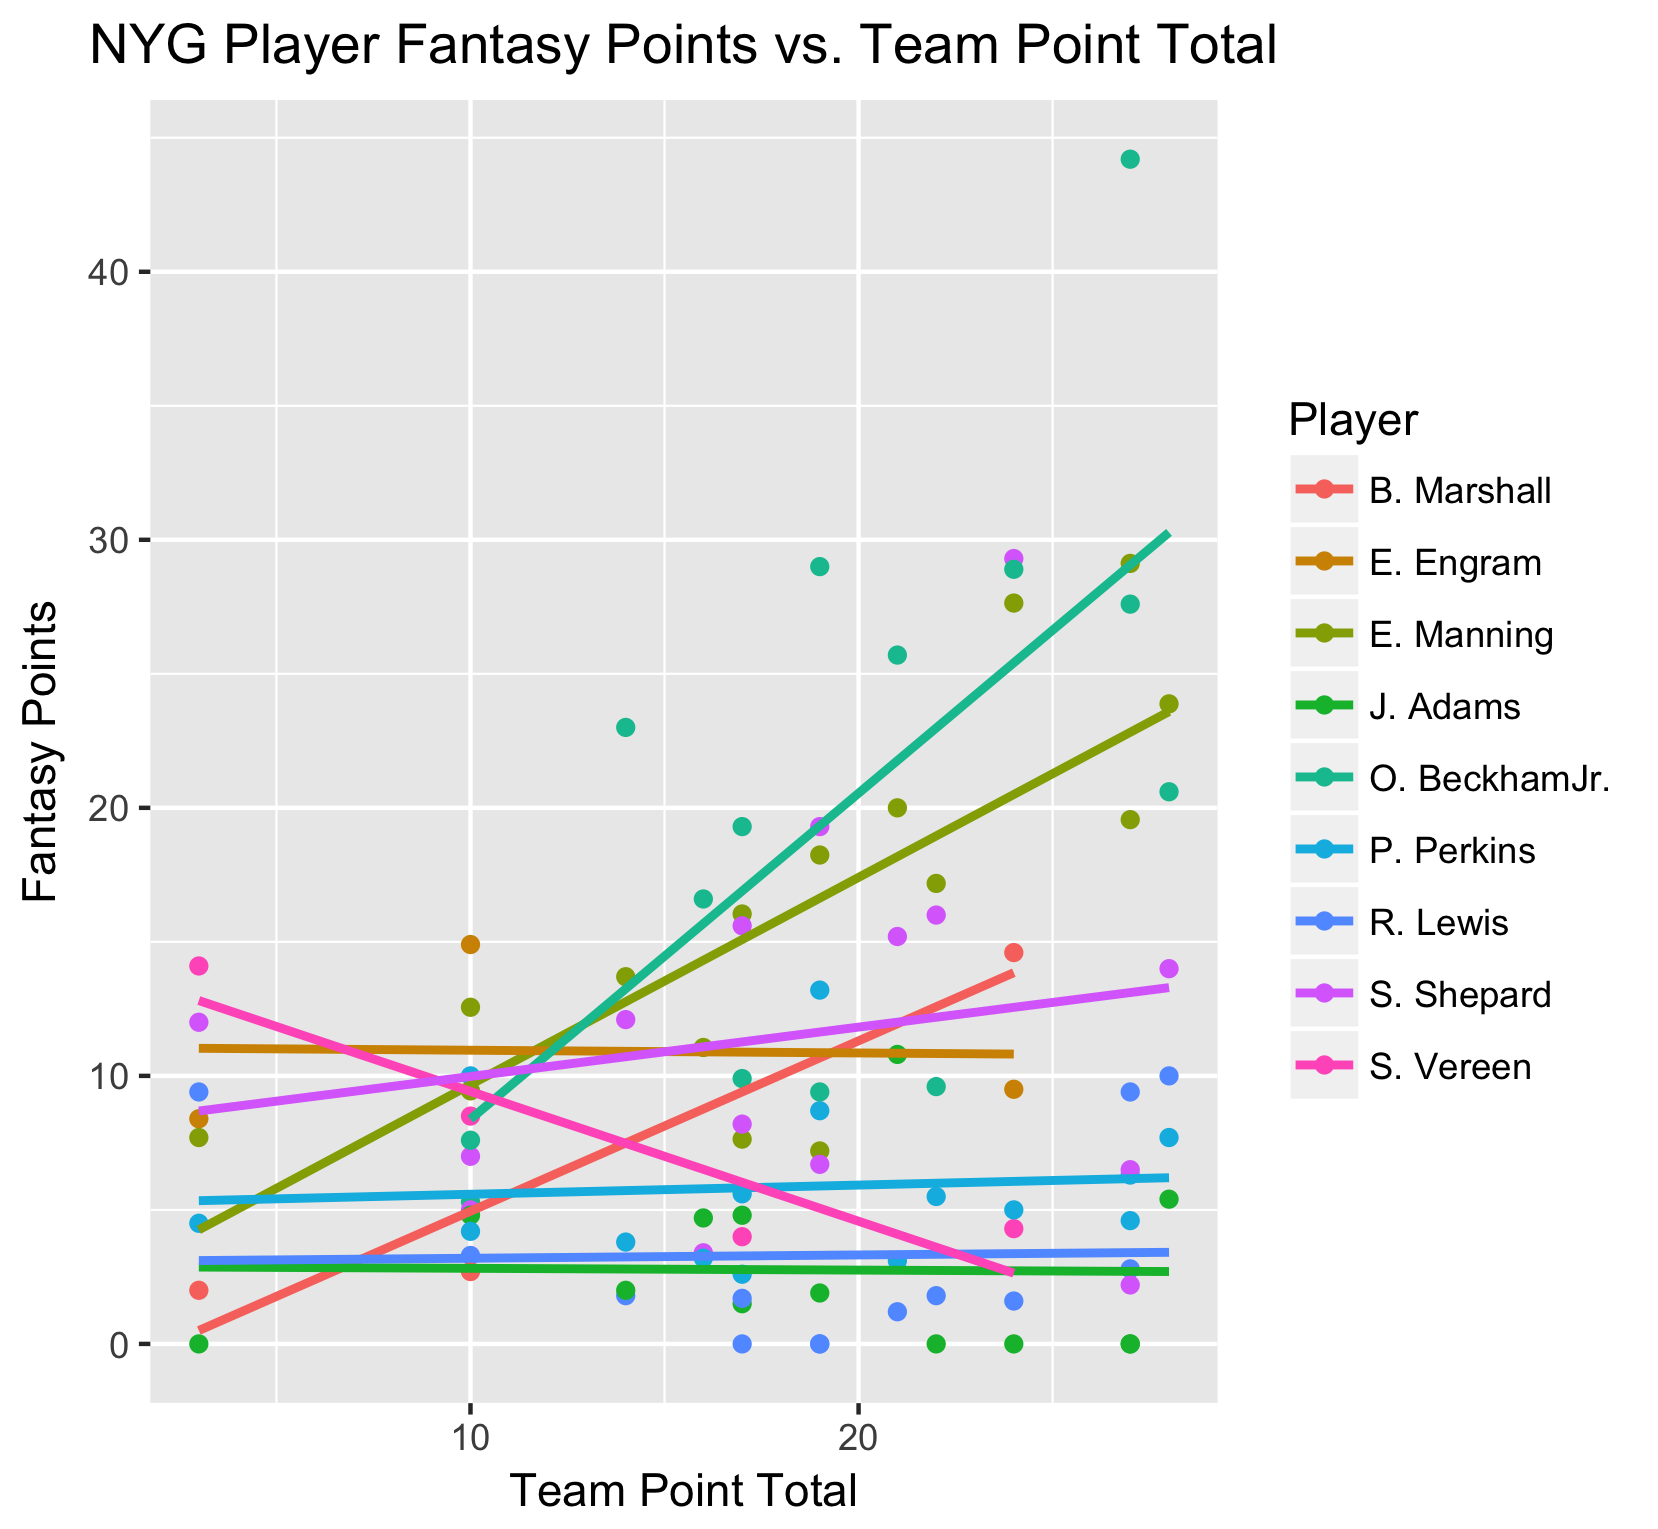 NYG Player Fantasy Points vs. Team Point Total
Fantasy Points
40
30
20
10
0
10
20
Team Point Total
Player
B. Marshall
E. Engram
E. Manning
J. Adams
O. BeckhamJr.
P. Perkins
R. Lewis
S. Shepard
S. Vereen